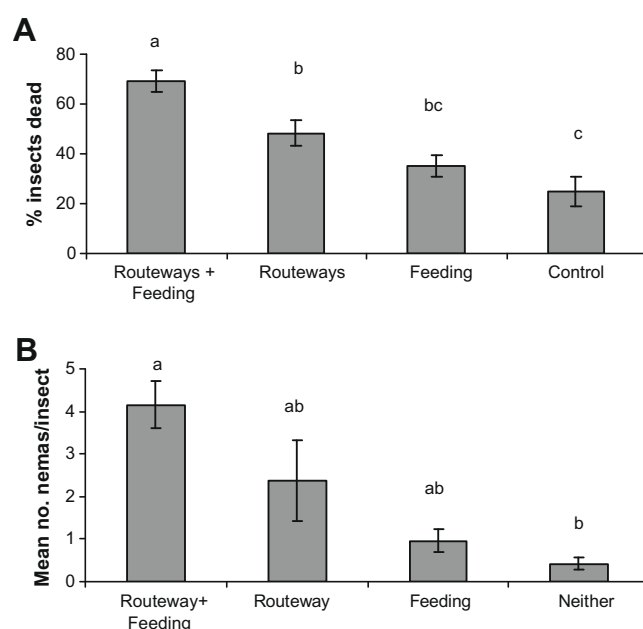 A
a
b
bc
c
80
60
40
20
0
% insects dead
Routeways +
Feeding
Routeways
Feeding
Control
B
a
ab
ab
b
5
4
3
2
1
0
Mean no. nemas/insect
Routeway+
Feeding
Routeway
Feeding
Neither